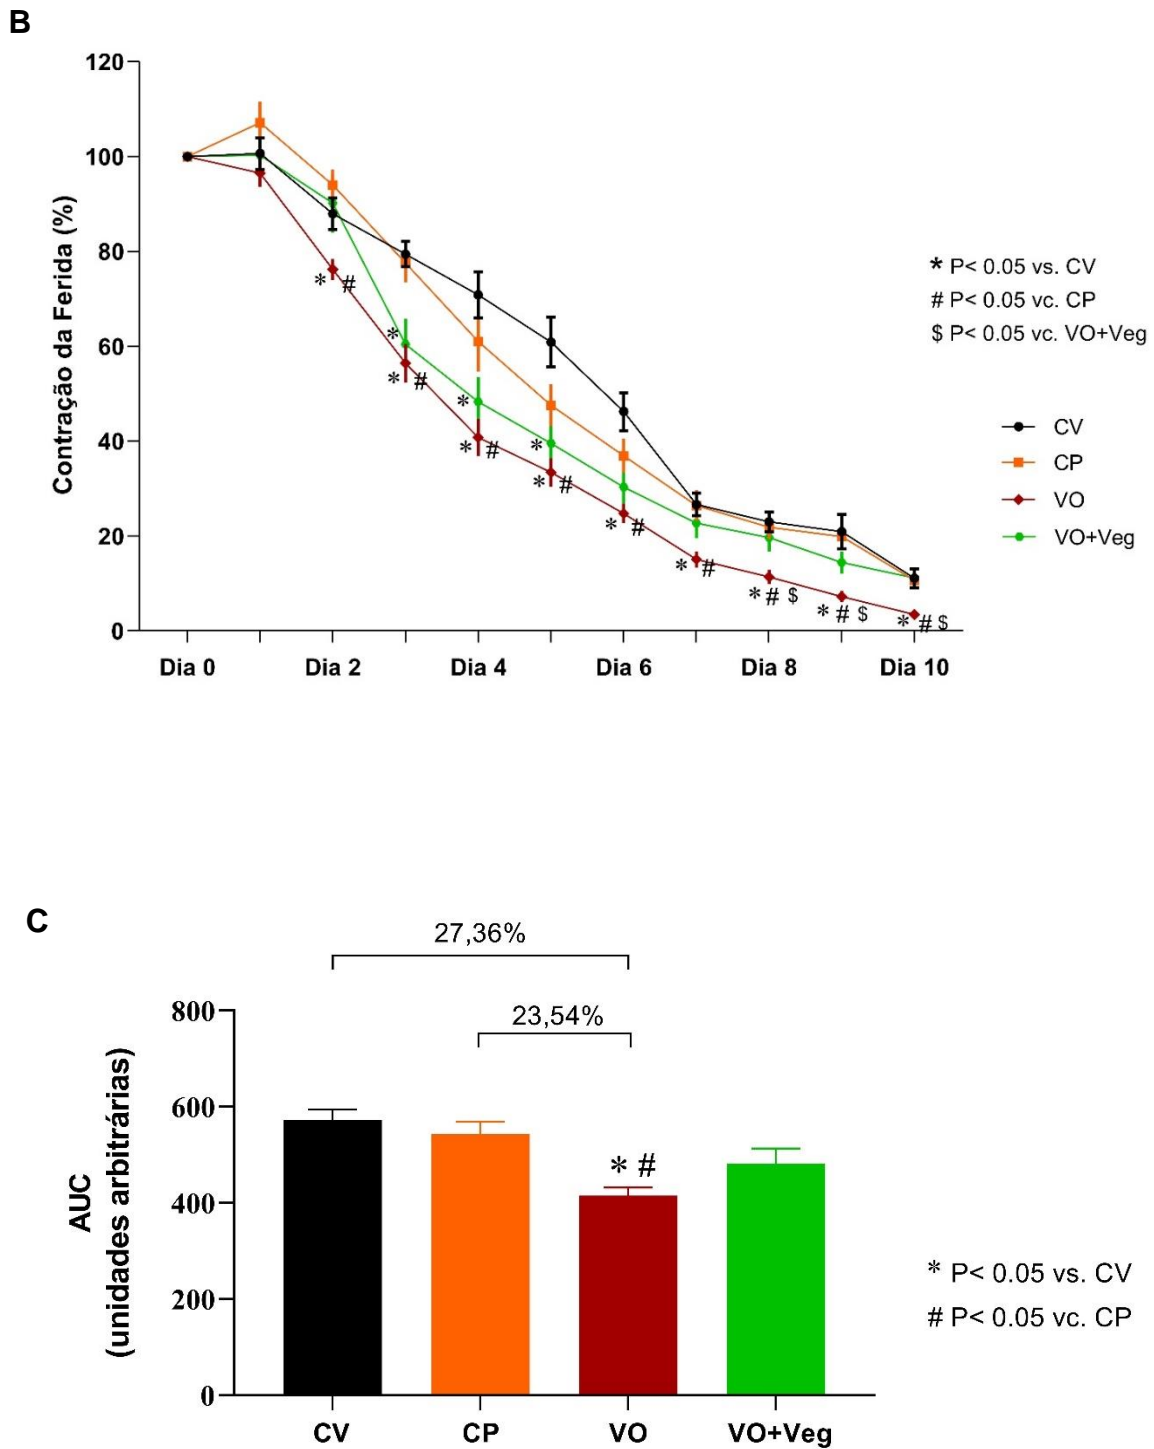 B
120
100
80
60
40
20
0
Contração da Ferida (%)
* #
*
* #
*
* #
*
* #
* #
* #
* # $
* # $
* # $
Dia 0 Dia 2 Dia 4 Dia 6 Dia 8 Dia 10
* P< 0.05 vs. CV
# P< 0.05 vc. CP
$ P< 0.05 vc. VO+Veg
CV
CP
VO
VO+Veg
C
27,36%
23,54%
800
600
400
200
0
AUC
(unidades arbitrárias)
* #
CV CP VO VO+Veg
* P< 0.05 vs. CV
# P< 0.05 vc. CP